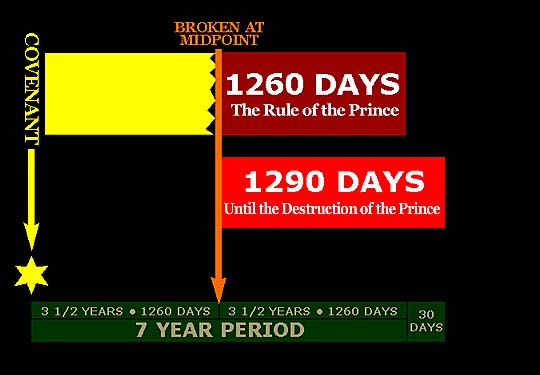 BROKEN AT
MIDPOINT
COVENANT
1260 DAYS
The Rule of the Prince
1290 DAYS
Until the Destruction of the Prince
3 1/2 YEARS • 1260 DAYS
3 1/2 YEARS • 1260 DAYS
30
DAYS
7 YEAR PERIOD